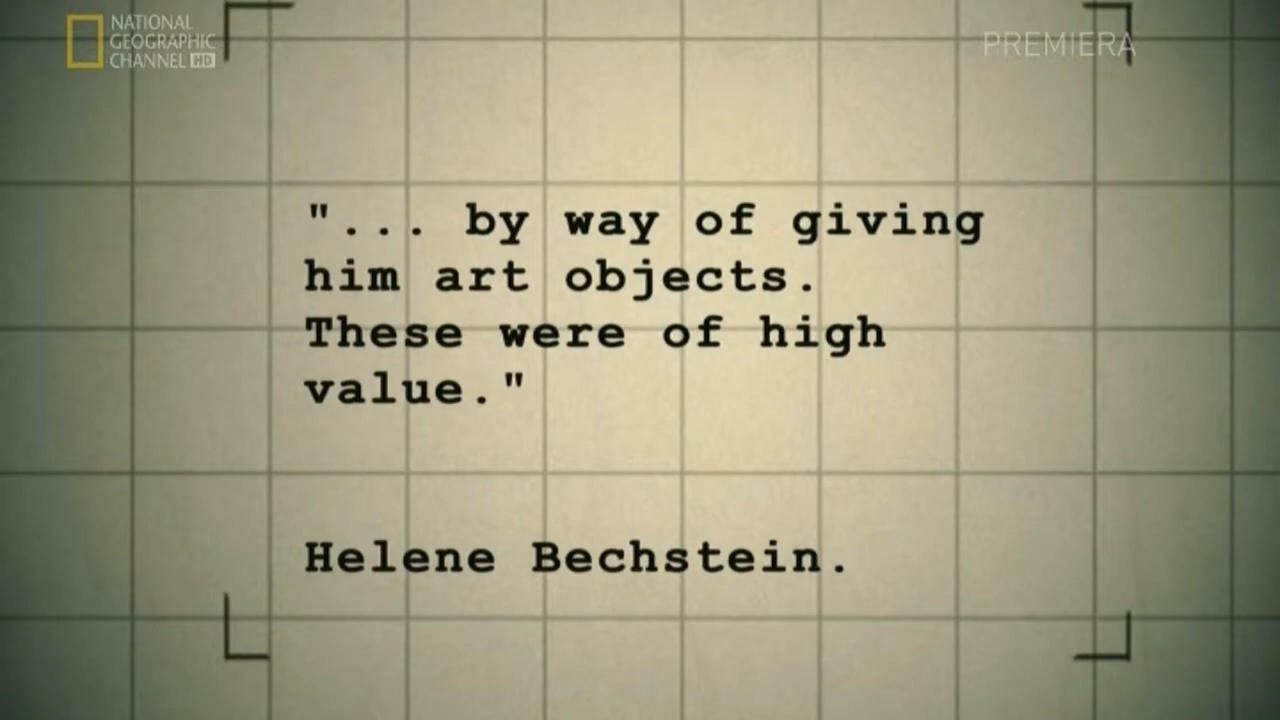 NATIONAL
GEOGRAPHIC
CHANNEL HD
PREMIERA
"... by way of giving
him art objects.
These were of high
value."
Helene Bechstein.